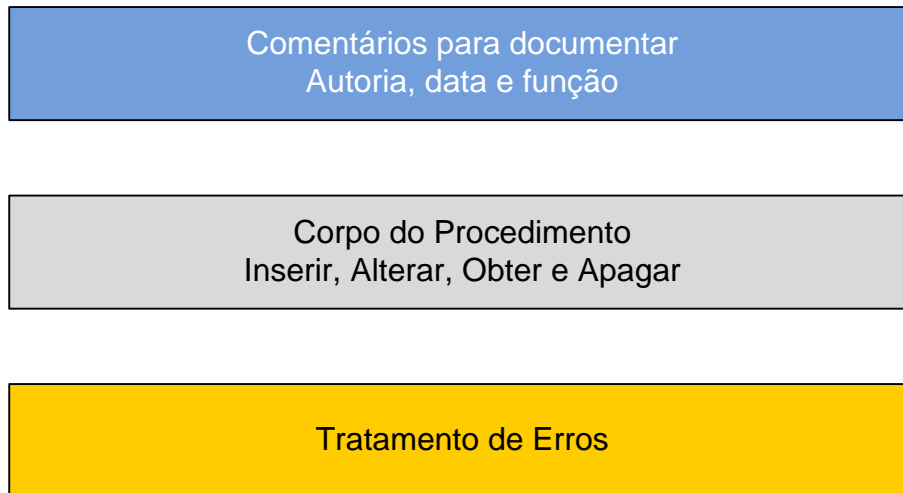 Comentários para documentar
Autoria, data e função
Corpo do Procedimento
Inserir, Alterar, Obter e Apagar
Tratamento de Erros